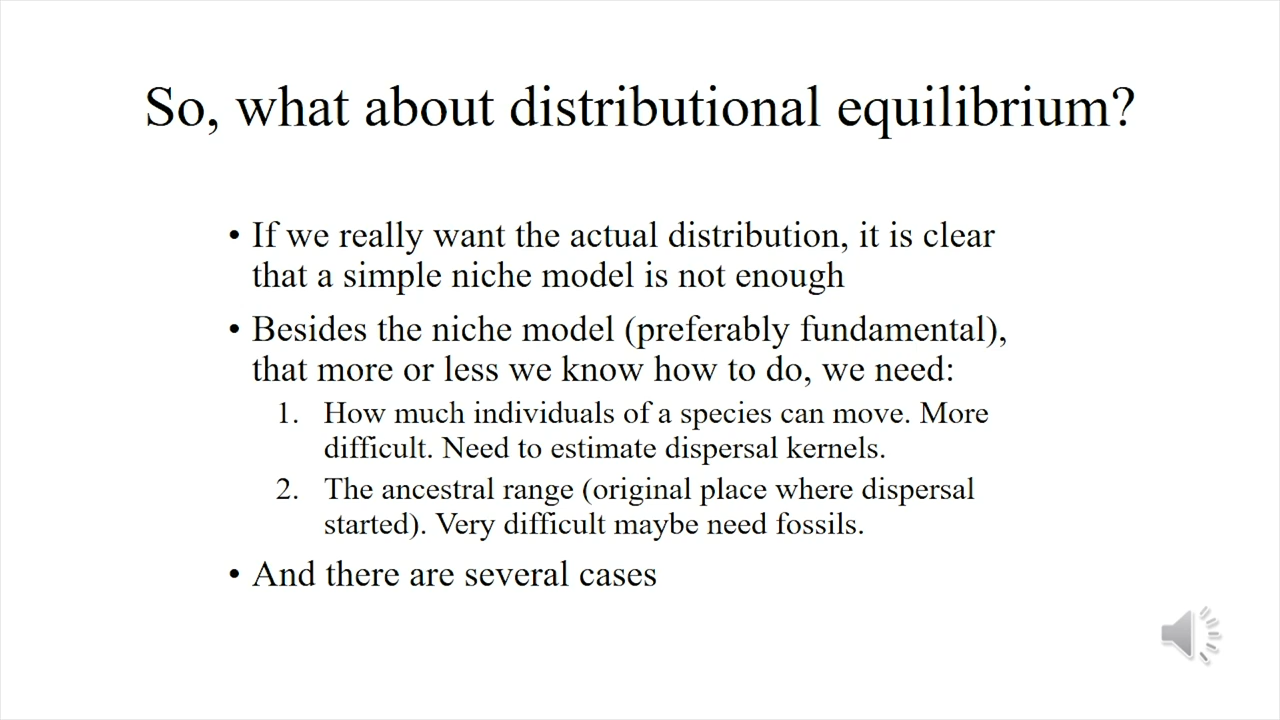 So, what about distributional equilibrium?
• If we really want the actual distribution, it is clear
that a simple niche model is not enough
• Besides the niche model (preferably fundamental),
that more or less we know how to do, we need:
1. How much individuals of a species can move. More
difficult. Need to estimate dispersal kernels.
2. The ancestral range (original place where dispersal
started). Very difficult maybe need fossils.
• And there are several cases